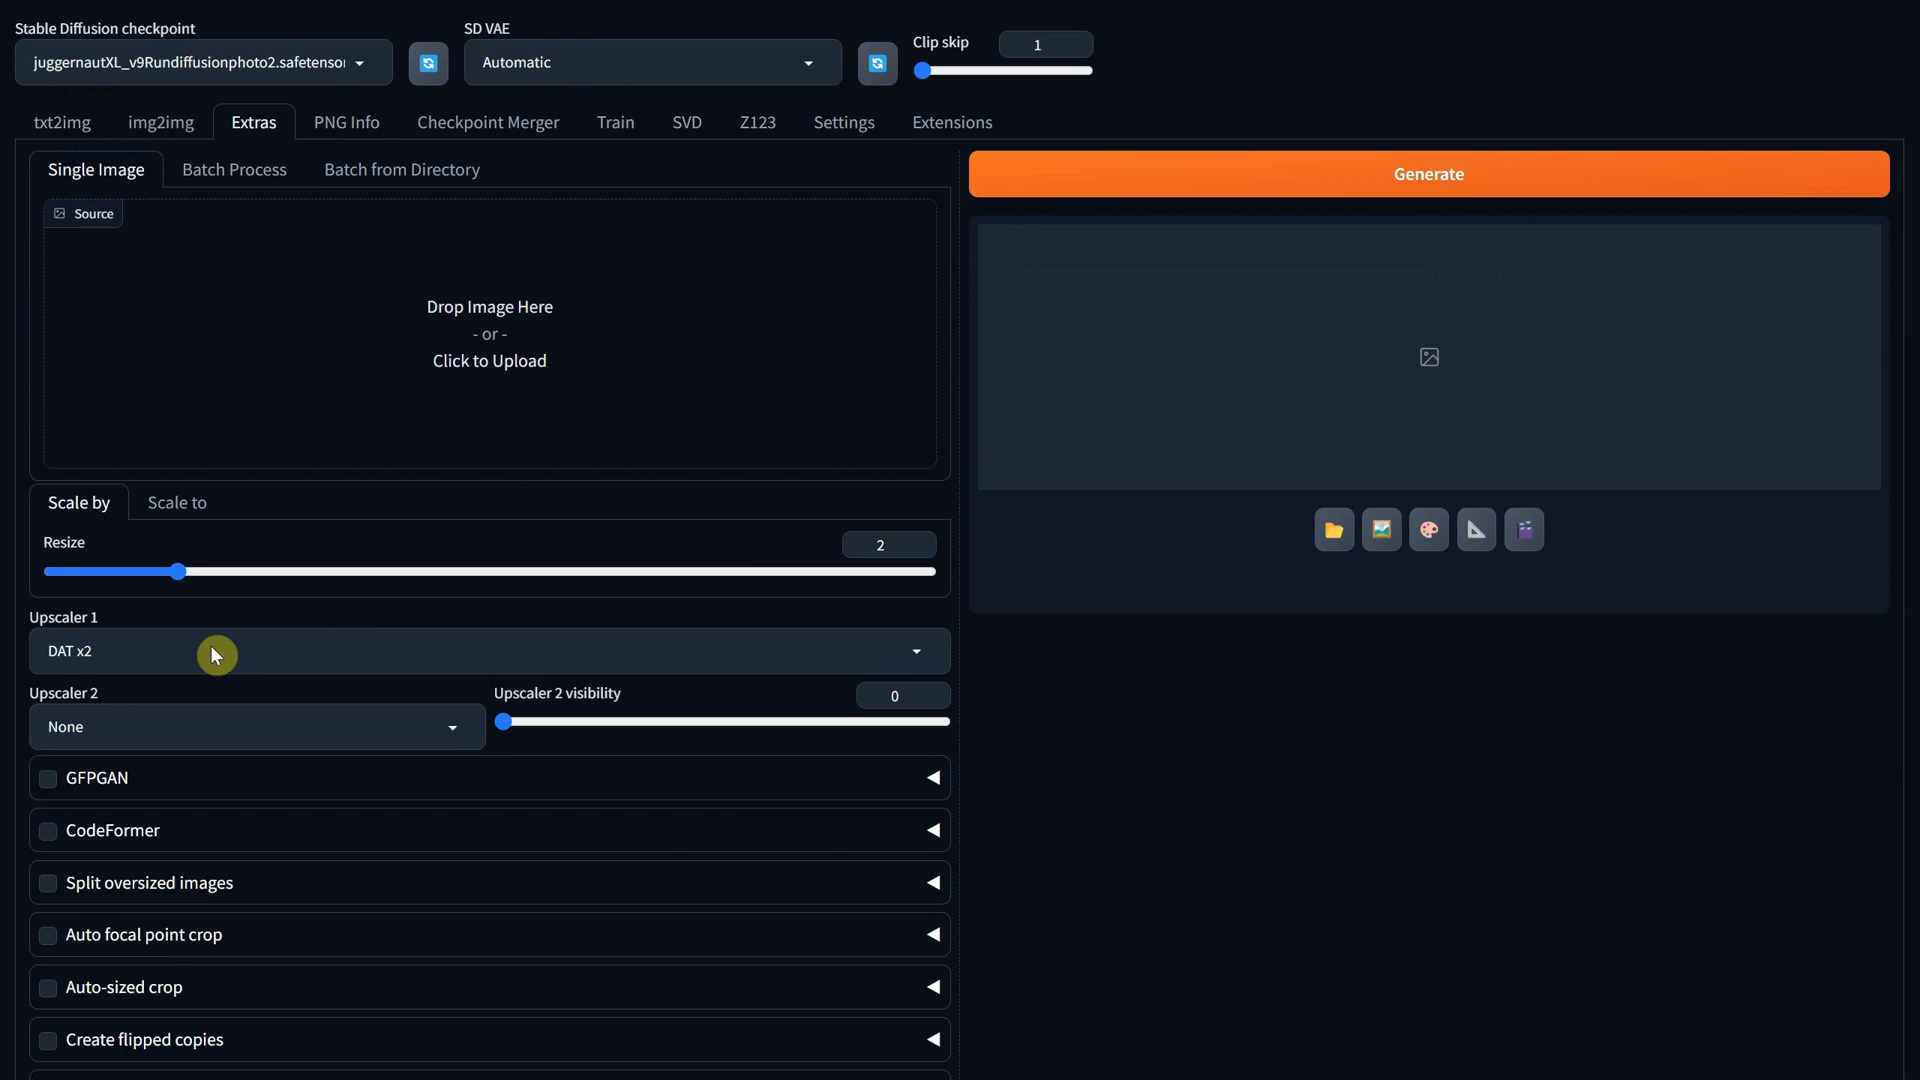 Stable Diffusion checkpoint
juggernautXL_v9Rundiffusionphoto2.safetensor
SD VAE
Automatic
Clip skip
1
txt2img
img2img
Extras
PNG Info
Checkpoint Merger
Train
SVD
Z123
Settings
Extensions
Single Image
Batch Process
Batch from Directory
Source
Drop Image Here
- or -
Click to Upload
Generate
Scale by
Scale to
Resize
2
Upscaler 1
DAT x2
Upscaler 2
None
Upscaler 2 visibility
0
GFPGAN
CodeFormer
Split oversized images
Auto focal point crop
Auto-sized crop
Create flipped copies